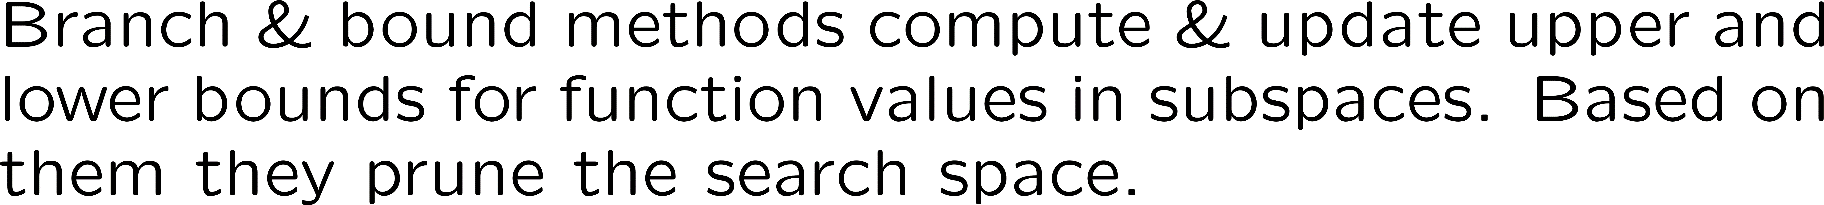 Branch & bound methods compute & update upper and
lower bounds for function values in subspaces. Based on
them they prune the search space.